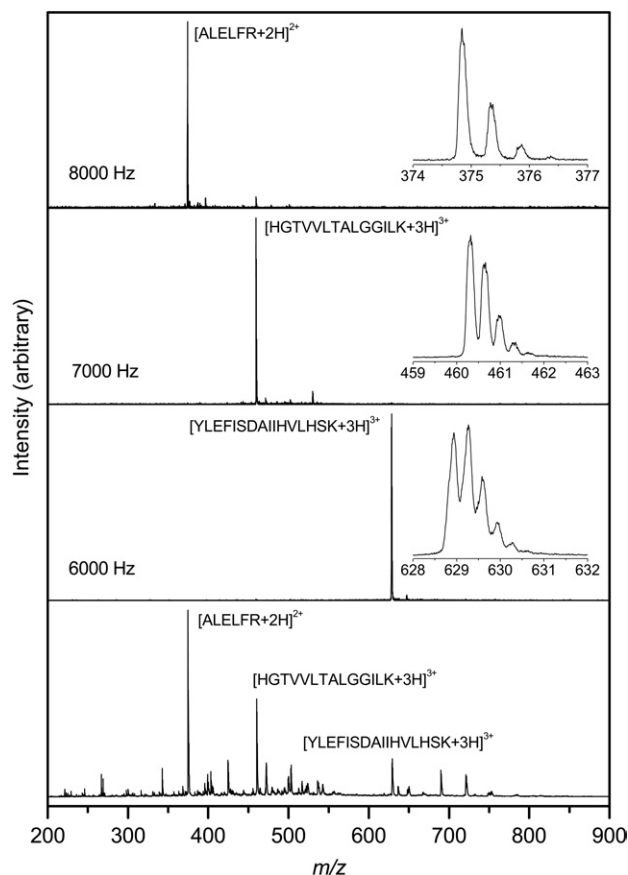 [ALELFR+2H]²⁺
8000 Hz
374 375 376 377
[HGTVVLTALGGILK+3H]³⁺
7000 Hz
459 460 461 462 463
[YLEFISDAIIHVLHSK+3H]³⁺
6000 Hz
628 629 630 631 632
Intensity (arbitrary)
[ALELFR+2H]²⁺
[HGTVVLTALGGILK+3H]³⁺
[YLEFISDAIIHVLHSK+3H]³⁺
200 300 400 500 600 700 800 900
m/z